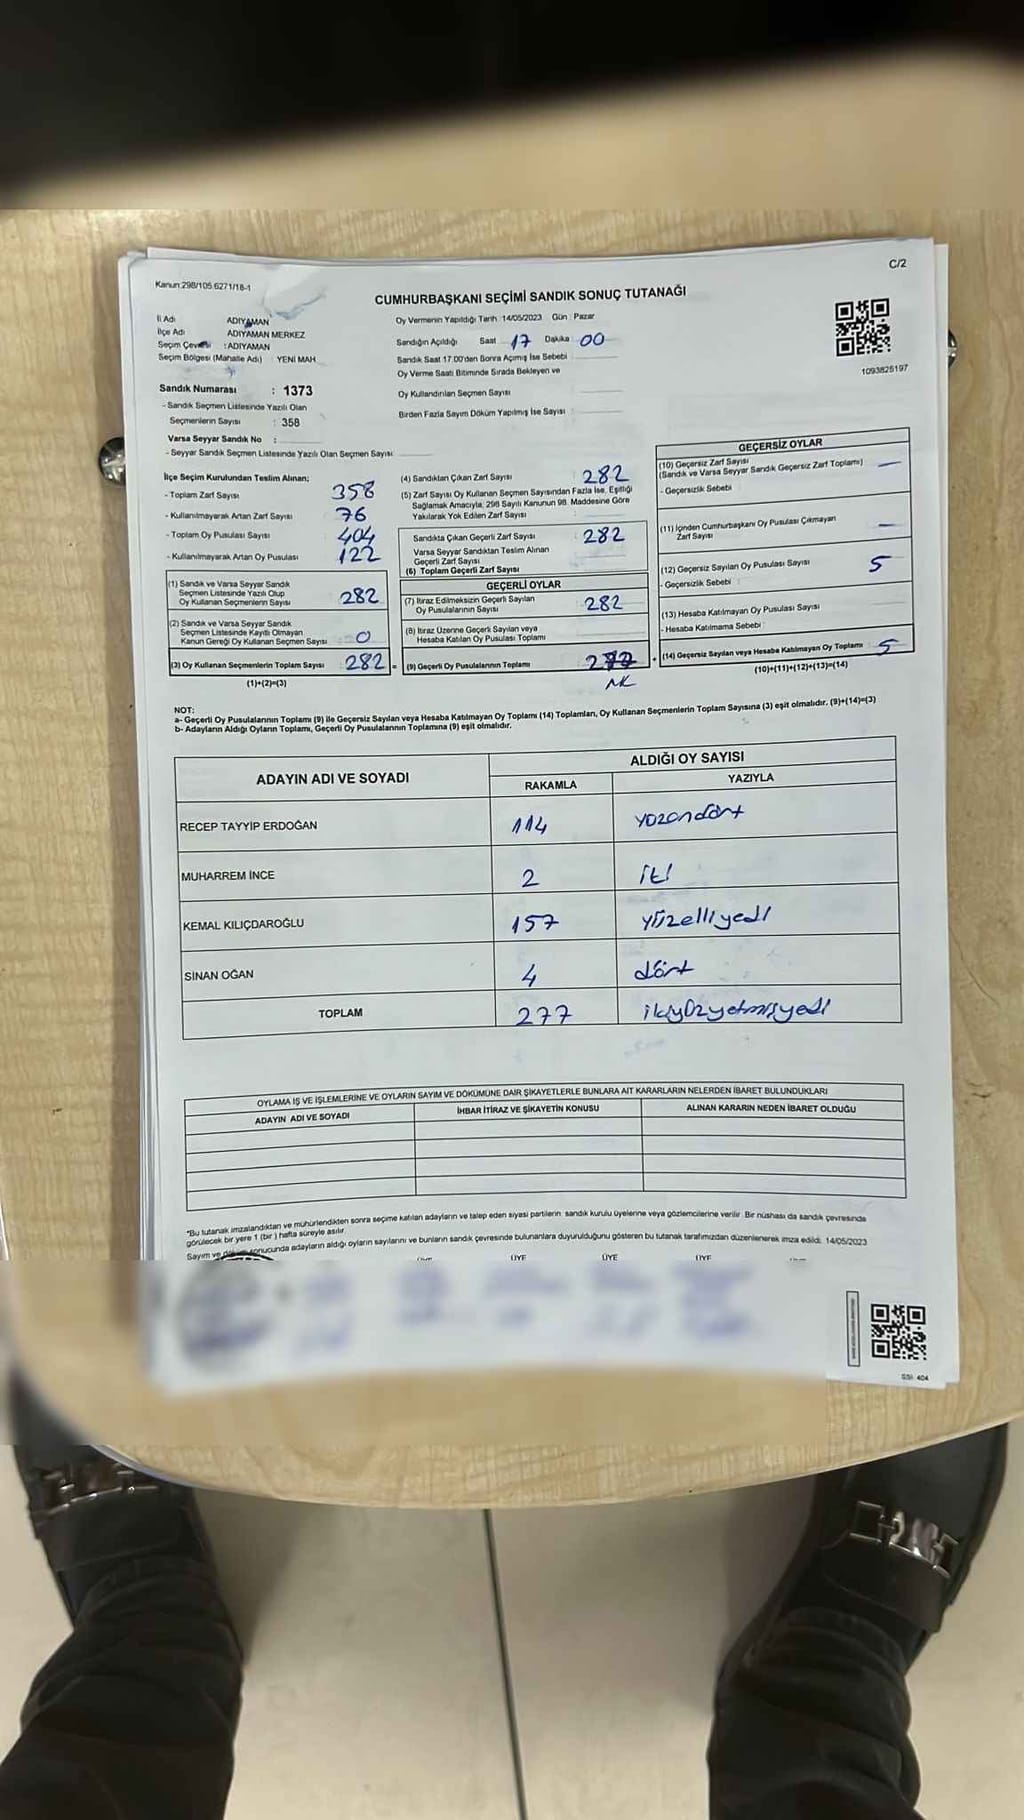 C/2
Kanun:298/105.6271/18-1
CUMHURBAŞKANI SEÇİMİ SANDIK SONUÇ TUTANAĞI
İl Adı ADIYAMAN
İlçe Adı ADIYAMAN MERKEZ
Seçim Çevresi : ADIYAMAN
Seçim Bölgesi (Mahalle Adı) YENİ MAH.
Sandık Numarası : 1373
- Sandık Seçmen Listesinde Yazılı Olan
Seçmenlerin Sayısı : 358
Varsa Seyyar Sandık No :
- Seyyar Sandık Seçmen Listesinde Yazılı Olan Seçmen Sayısı
Oy Vermenin Yapıldığı Tarih :14/05/2023 Gün : Pazar
Sandığın Açıldığı Saat 17 Dakika 00
Sandık Saat 17.00'den Sonra Açımış İse Sebebi
Oy Verme Saati Bitiminde Sırada Bekleyen ve
Oy Kullandırılan Seçmen Sayısı
Birden Fazla Sayım Döküm Yapılmış İse Sayısı
1093825197
İlçe Seçim Kurulundan Teslim Alınan;
- Toplam Zarf Sayısı 358
- Kullanılmayarak Artan Zarf Sayısı 76
- Toplam Oy Pusulası Sayısı 404
- Kullanılmayarak Artan Oy Pusulası 122
(1) Sandık ve Varsa Seyyar Sandık
Seçmen Listesinde Yazılı Olup
Oy Kullanan Seçmenlerin Sayısı 282
(2) Sandık ve Varsa Seyyar Sandık
Seçmen Listesinde Kayıtlı Olmayan
Kanun Gereği Oy Kullanan Seçmen Sayısı 0
(3) Oy Kullanan Seçmenlerin Toplam Sayısı : 282 =
(1)+(2)=(3)
(4) Sandıktan Çıkan Zarf Sayısı 282
(5) Zarf Sayısı Oy Kullanan Seçmen Sayısından Fazla İse, Eşitliği
Sağlamak Amacıyla; 298 Sayılı Kanunun 98. Maddesine Göre
Yakılarak Yok Edilen Zarf Sayısı
Sandıkta Çıkan Geçerli Zarf Sayısı 282
Varsa Seyyar Sandıktan Teslim Alınan
Geçerli Zarf Sayısı
(6) Toplam Geçerli Zarf Sayısı
GEÇERLİ OYLAR
(7) İtiraz Edilmeksizin Geçerli Sayılan
Oy Pusulalarının Sayısı 282
(8) İtiraz Üzerine Geçerli Sayılan veya
Hesaba Katılan Oy Pusulası Toplamı
(9) Geçerli Oy Pusulalarının Toplamı 277 +
GEÇERSİZ OYLAR
(10) Geçersiz Zarf Sayısı
(Sandık ve Varsa Seyyar Sandık Geçersiz Zarf Toplamı) —
- Geçersizlik Sebebi
(11) İçinden Cumhurbaşkanı Oy Pusulası Çıkmayan
Zarf Sayısı —
(12) Geçersiz Sayılan Oy Pusulası Sayısı 5
- Geçersizlik Sebebi :
(13) Hesaba Katılmayan Oy Pusulası Sayısı
- Hesaba Katılmama Sebebi
(14) Geçersiz Sayılan veya Hesaba Katılmayan Oy Toplamı 5
(10)+(11)+(12)+(13)=(14)
NOT:
a- Geçerli Oy Pusulalarının Toplamı (9) ile Geçersiz Sayılan veya Hesaba Katılmayan Oy Toplamı (14) Toplamları, Oy Kullanan Seçmenlerin Toplam Sayısına (3) eşit olmalıdır. (9)+(14)=(3)
b- Adayların Aldığı Oyların Toplamı, Geçerli Oy Pusulalarının Toplamına (9) eşit olmalıdır.
ADAYIN ADI VE SOYADI ALDIĞI OY SAYISI
RAKAMLA YAZIYLA
RECEP TAYYİP ERDOĞAN 114 yüzondört
MUHARREM İNCE 2 iki
KEMAL KILIÇDAROĞLU 157 yüzelliyedi
SİNAN OĞAN 4 dört
TOPLAM 277 ikiyüzyetmişyedi
OYLAMA İŞ VE İŞLEMLERİNE VE OYLARIN SAYIM VE DÖKÜMÜNE DAİR ŞİKAYETLERLE BUNLARA AİT KARARLARIN NELERDEN İBARET BULUNDUKLARI
ADAYIN ADI VE SOYADI İHBAR İTİRAZ VE ŞİKAYETİN KONUSU ALINAN KARARIN NEDEN İBARET OLDUĞU
*Bu tutanak imzalandıktan ve mühürlendikten sonra seçime katılan adayların ve talep eden siyasi partilerin sandık kurulu üyelerine veya gözlemcilerine verilir. Bir nüshası da sandık çevresinde
görülecek bir yere 1 (bir) hafta süreyle asılır.
Sayım ve döküm sonucunda adayların aldığı oyların sayılarını ve bunların sandık çevresinde bulunanlara duyurulduğunu gösteren bu tutanak tarafımızdan düzenlenerek imza edildi. 14/05/2023
ÜYE ÜYE ÜYE ÜYE
SSI: 404